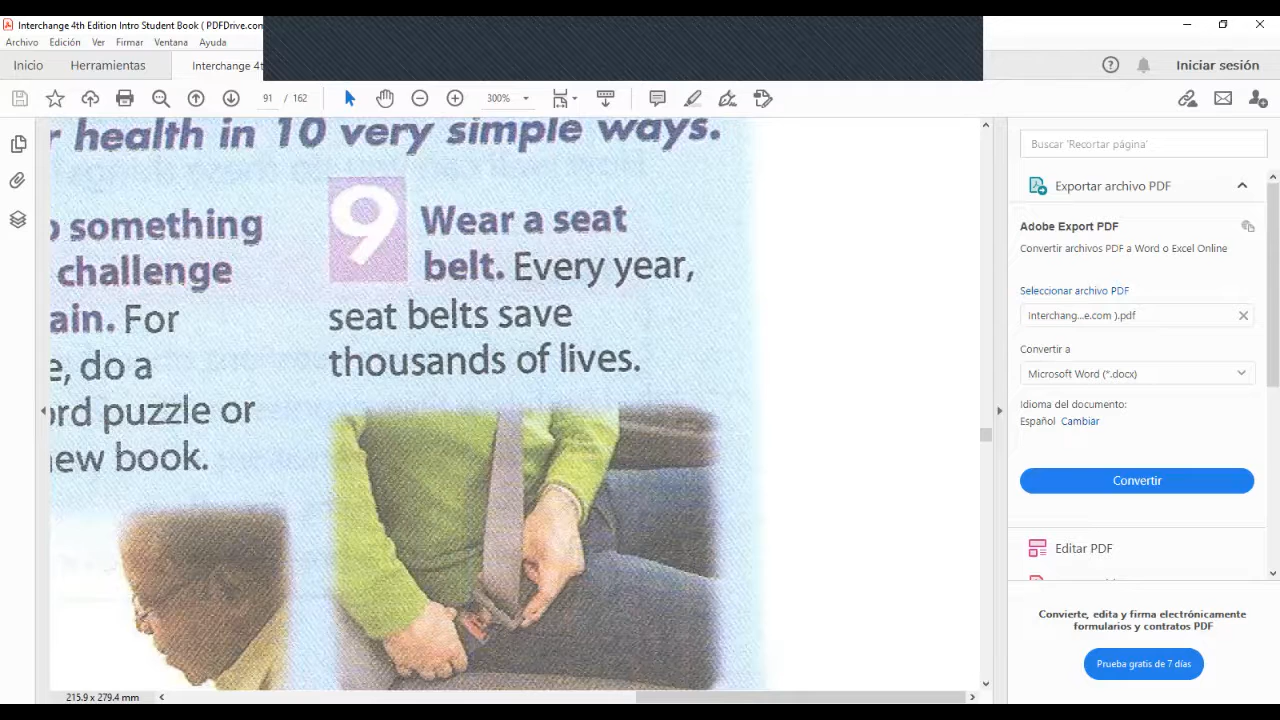 Interchange 4th Edition Intro Student Book ( PDFDrive.com
Archivo Edición Ver Firmar Ventana Ayuda
Inicio Herramientas Interchange 4t
Iniciar sesión
91 / 162
300%
r health in 10 very simple ways.
something
challenge
ain. For
e, do a
ord puzzle or
new book.
9 Wear a seat
belt. Every year,
seat belts save
thousands of lives.
Buscar 'Recortar página'
Exportar archivo PDF
Adobe Export PDF
Convertir archivos PDF a Word o Excel Online
Seleccionar archivo PDF
Interchang...e.com ).pdf
Convertir a
Microsoft Word (*.docx)
Idioma del documento:
Español Cambiar
Convertir
Editar PDF
Convierte, edita y firma electrónicamente
formularios y contratos PDF
Prueba gratis de 7 días
215.9 x 279.4 mm